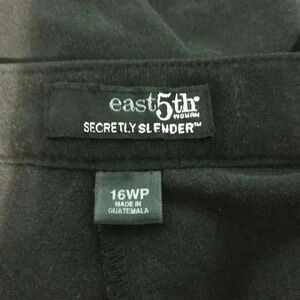 east5th
WOMAN
SECRETLY SLENDER™
16WP
MADE IN
GUATEMALA